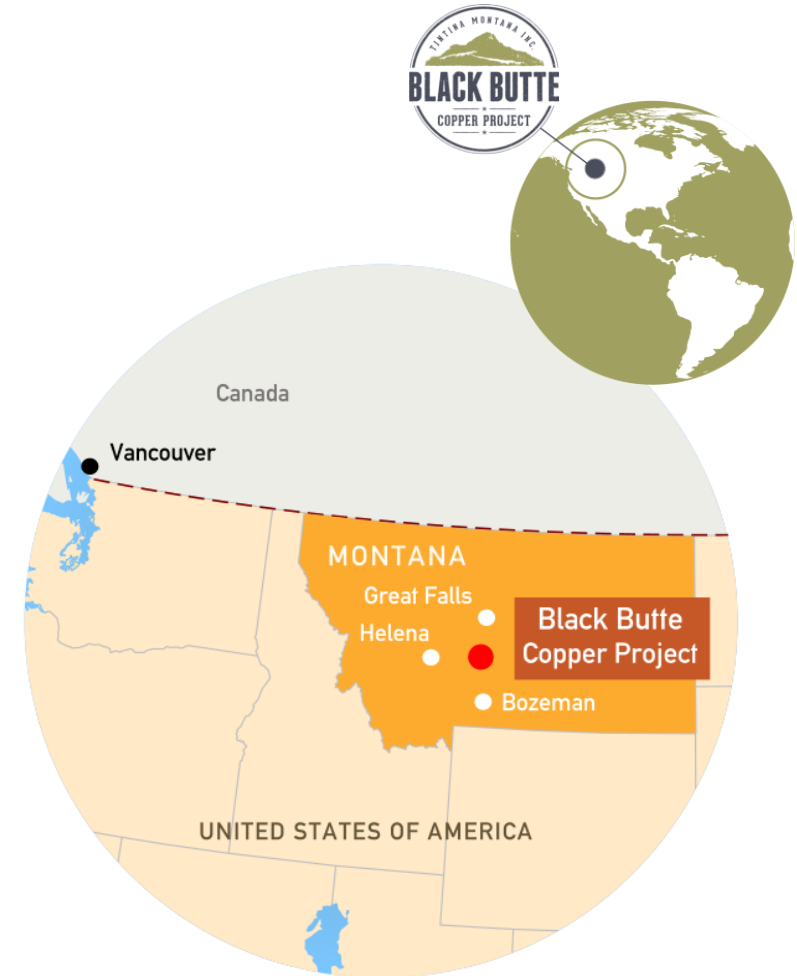 TINTINA MONTANA INC.
BLACK BUTTE
COPPER PROJECT
Canada
Vancouver
MONTANA
Great Falls
Helena
Black Butte
Copper Project
Bozeman
UNITED STATES OF AMERICA